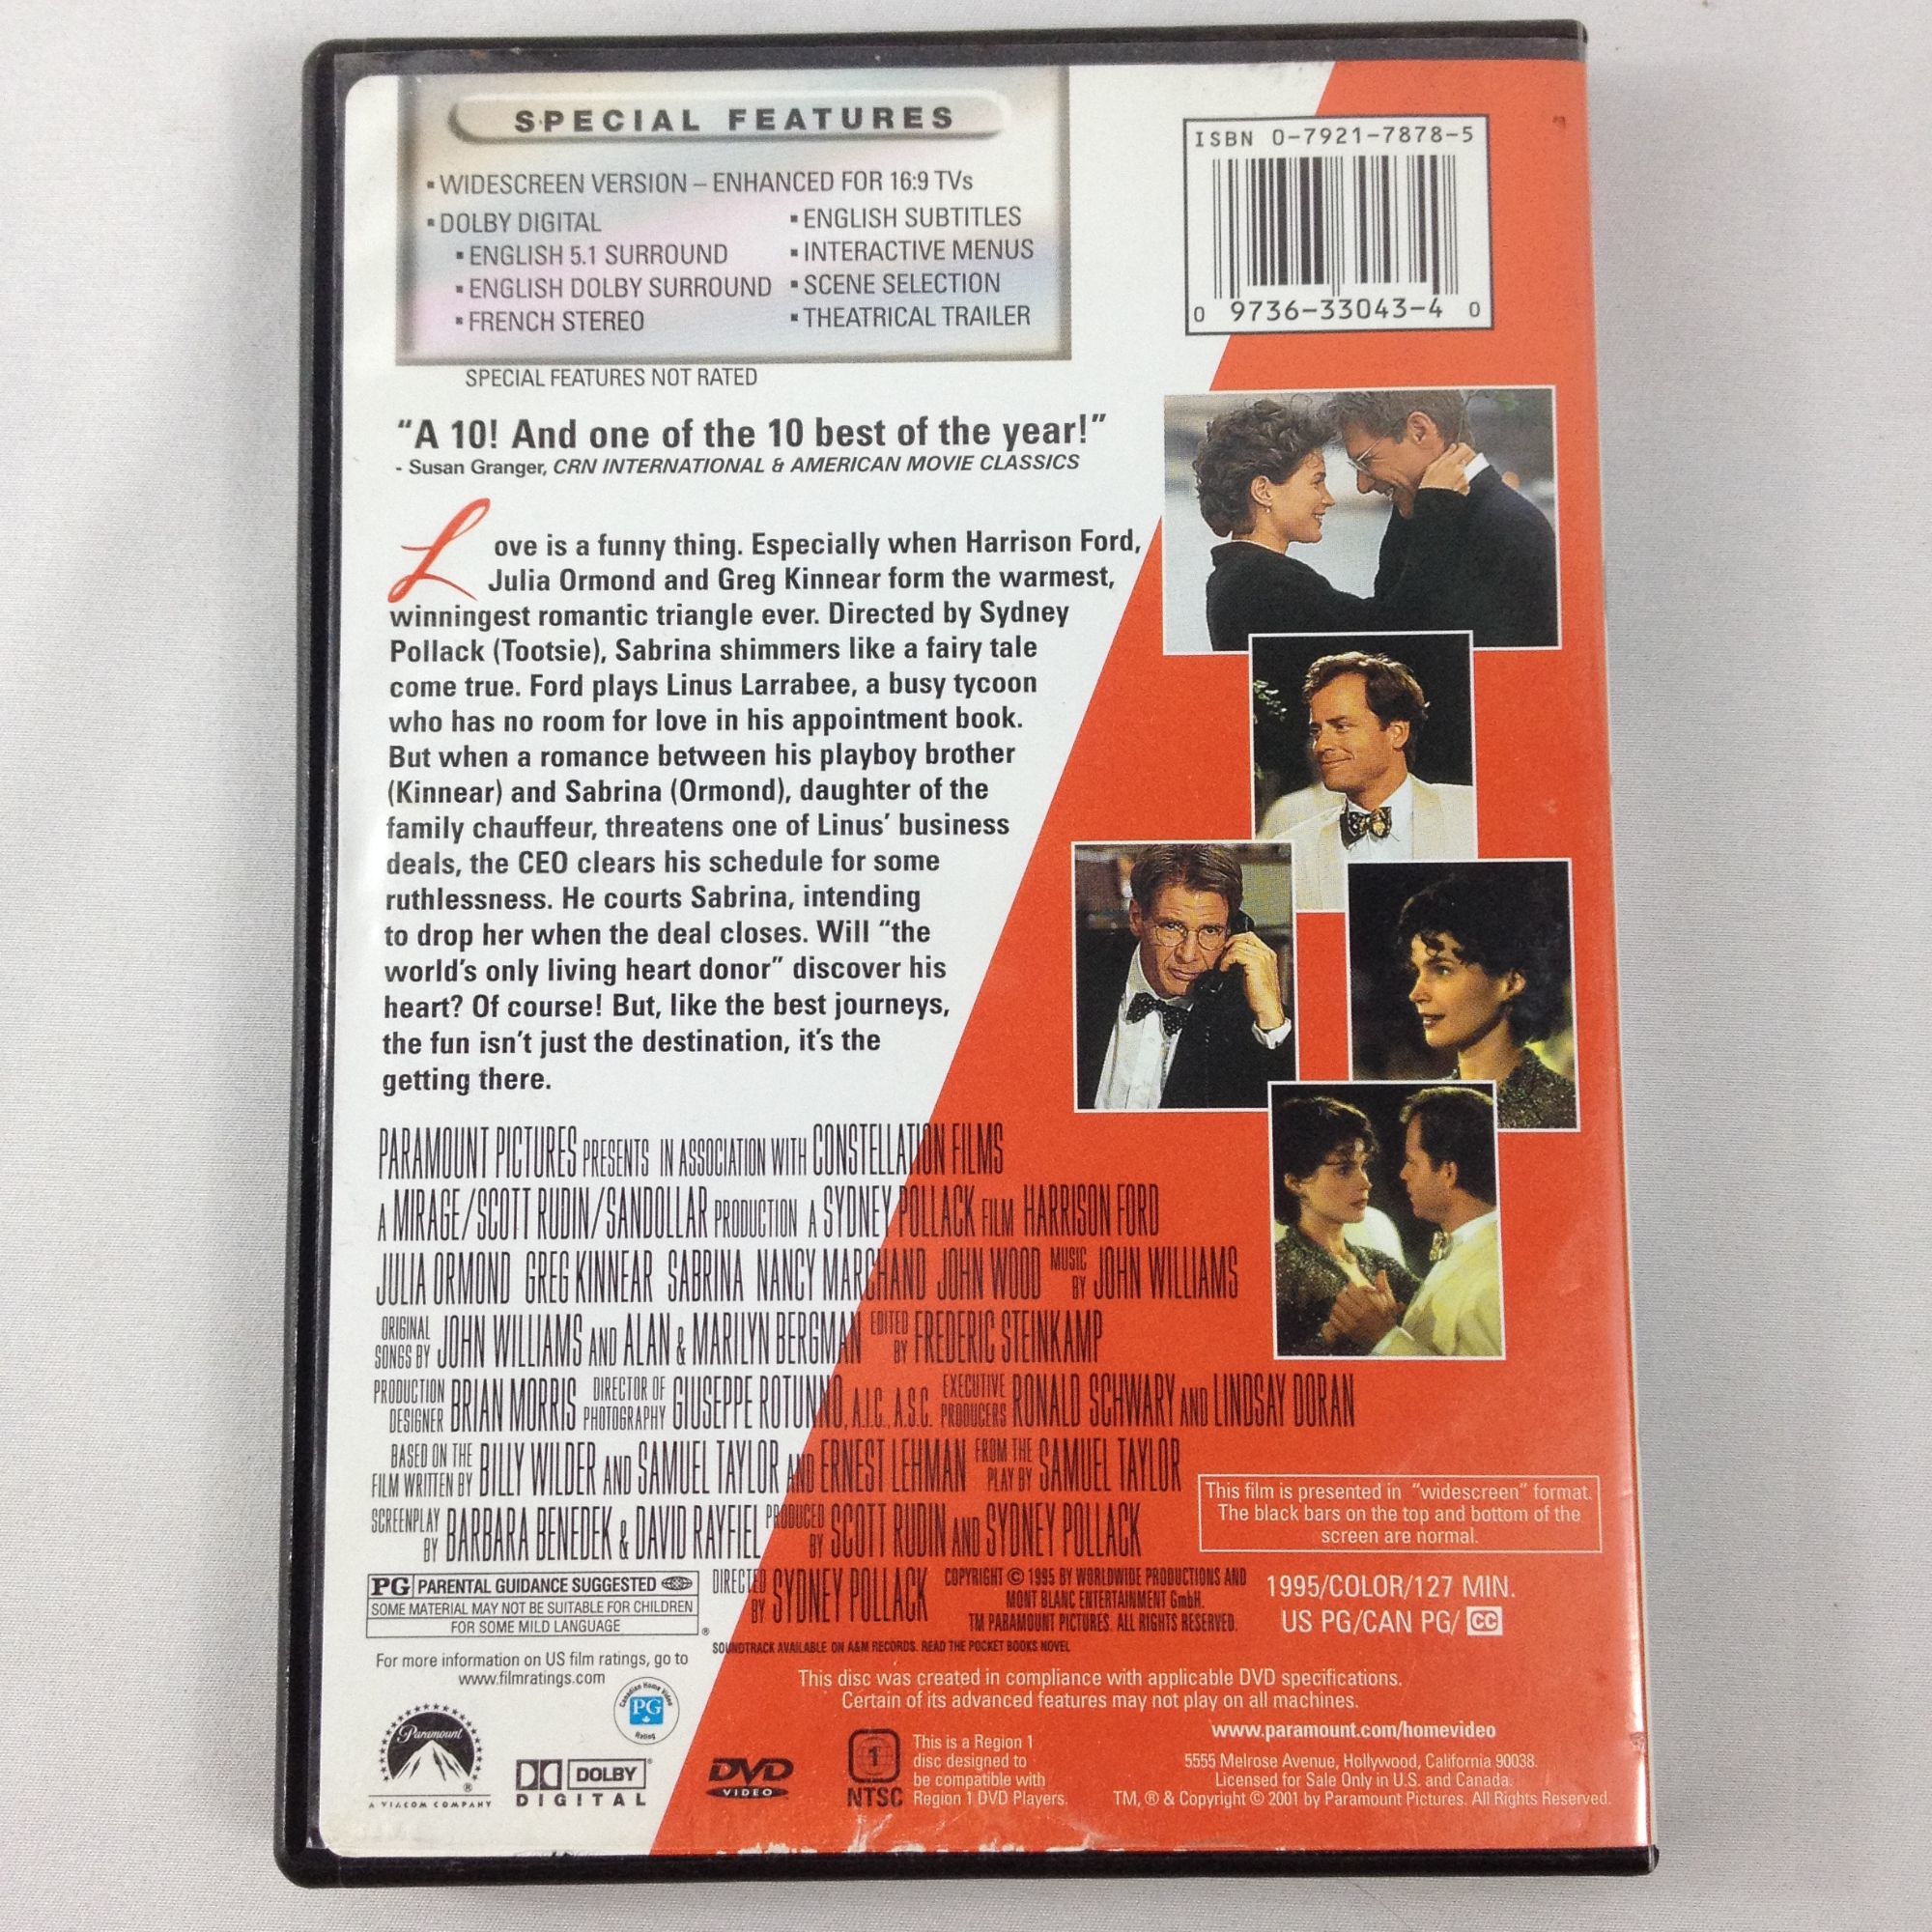 SPECIAL FEATURES
▪ WIDESCREEN VERSION – ENHANCED FOR 16:9 TVs
▪ DOLBY DIGITAL
▪ ENGLISH 5.1 SURROUND
▪ ENGLISH DOLBY SURROUND
▪ FRENCH STEREO
▪ ENGLISH SUBTITLES
▪ INTERACTIVE MENUS
▪ SCENE SELECTION
▪ THEATRICAL TRAILER
SPECIAL FEATURES NOT RATED
ISBN 0-7921-7878-5
0 9736-33043-4 0
“A 10! And one of the 10 best of the year!”
- Susan Granger, CRN INTERNATIONAL & AMERICAN MOVIE CLASSICS
Love is a funny thing. Especially when Harrison Ford,
Julia Ormond and Greg Kinnear form the warmest,
winningest romantic triangle ever. Directed by Sydney
Pollack (Tootsie), Sabrina shimmers like a fairy tale
come true. Ford plays Linus Larrabee, a busy tycoon
who has no room for love in his appointment book.
But when a romance between his playboy brother
(Kinnear) and Sabrina (Ormond), daughter of the
family chauffeur, threatens one of Linus’ business
deals, the CEO clears his schedule for some
ruthlessness. He courts Sabrina, intending
to drop her when the deal closes. Will “the
world’s only living heart donor” discover his
heart? Of course! But, like the best journeys,
the fun isn’t just the destination, it’s the
getting there.
PARAMOUNT PICTURES PRESENTS IN ASSOCIATION WITH CONSTELLATION FILMS
A MIRAGE/SCOTT RUDIN/SANDOLLAR PRODUCTION A SYDNEY POLLACK FILM HARRISON FORD
JULIA ORMOND GREG KINNEAR SABRINA NANCY MARCHAND JOHN WOOD MUSIC BY JOHN WILLIAMS
ORIGINAL SONGS BY JOHN WILLIAMS AND ALAN & MARILYN BERGMAN EDITED BY FREDERIC STEINKAMP
PRODUCTION DESIGNER BRIAN MORRIS DIRECTOR OF PHOTOGRAPHY GIUSEPPE ROTUNNO, A.I.C., A.S.C. EXECUTIVE PRODUCERS RONALD SCHWARY AND LINDSAY DORAN
BASED ON THE FILM WRITTEN BY BILLY WILDER AND SAMUEL TAYLOR AND ERNEST LEHMAN FROM THE PLAY BY SAMUEL TAYLOR
SCREENPLAY BY BARBARA BENEDEK & DAVID RAYFIEL PRODUCED BY SCOTT RUDIN AND SYDNEY POLLACK
DIRECTED BY SYDNEY POLLACK
COPYRIGHT © 1995 BY WORLDWIDE PRODUCTIONS AND
MONT BLANC ENTERTAINMENT GmbH.
TM PARAMOUNT PICTURES. ALL RIGHTS RESERVED.
SOUNDTRACK AVAILABLE ON A&M RECORDS. READ THE POCKET BOOKS NOVEL
This film is presented in “widescreen” format.
The black bars on the top and bottom of the
screen are normal.
1995/COLOR/127 MIN.
US PG/CAN PG/ CC
PG PARENTAL GUIDANCE SUGGESTED
SOME MATERIAL MAY NOT BE SUITABLE FOR CHILDREN
FOR SOME MILD LANGUAGE
®
For more information on US film ratings, go to
www.filmratings.com
Canadian Home Video
PG
Rating
This disc was created in compliance with applicable DVD specifications.
Certain of its advanced features may not play on all machines.
Paramount
®
A VIACOM COMPANY
DOLBY®
DIGITAL
DVD
VIDEO
1
NTSC
This is a Region 1
disc designed to
be compatible with
Region 1 DVD Players.
www.paramount.com/homevideo
5555 Melrose Avenue, Hollywood, California 90038.
Licensed for Sale Only in U.S. and Canada.
TM, ® & Copyright © 2001 by Paramount Pictures. All Rights Reserved.